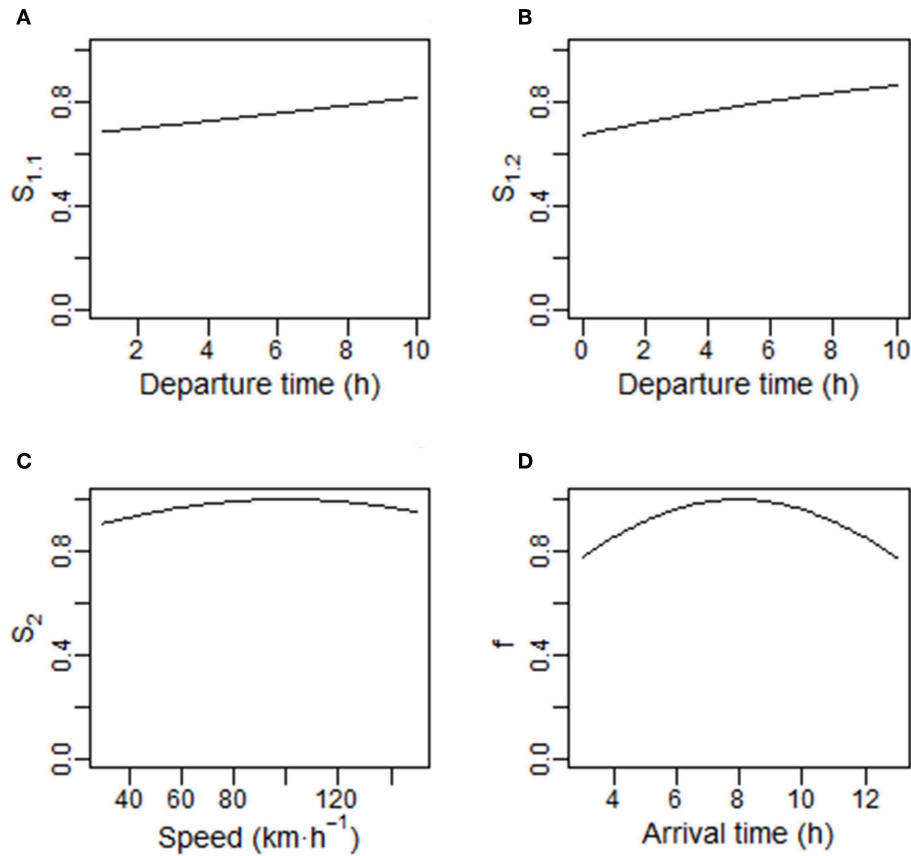 A
S1.1
0.0 0.4 0.8
2 4 6 8 10
Departure time (h)
B
S1.2
0.0 0.4 0.8
0 2 4 6 8 10
Departure time (h)
C
S2
0.0 0.4 0.8
40 60 80 120
Speed (km·h⁻¹)
D
f
0.0 0.4 0.8
4 6 8 10 12
Arrival time (h)